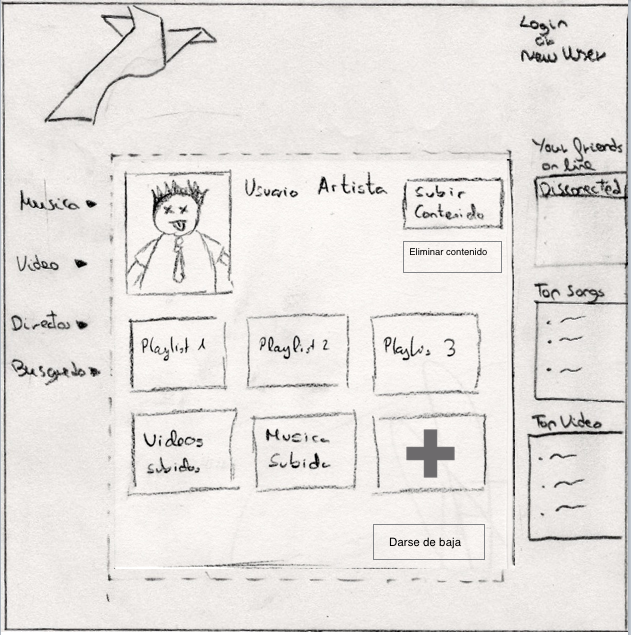 Login
or
New User
Your friends
on line
Disconected
Musica
Video
Directos
Busqueda
Usuario Artista
Subir
Contenido
Eliminar contenido
Playlist 1
Playlist 2
Playlis 3
Videos
subidos
Musica
Subida
Darse de baja
Top Songs
Top Video